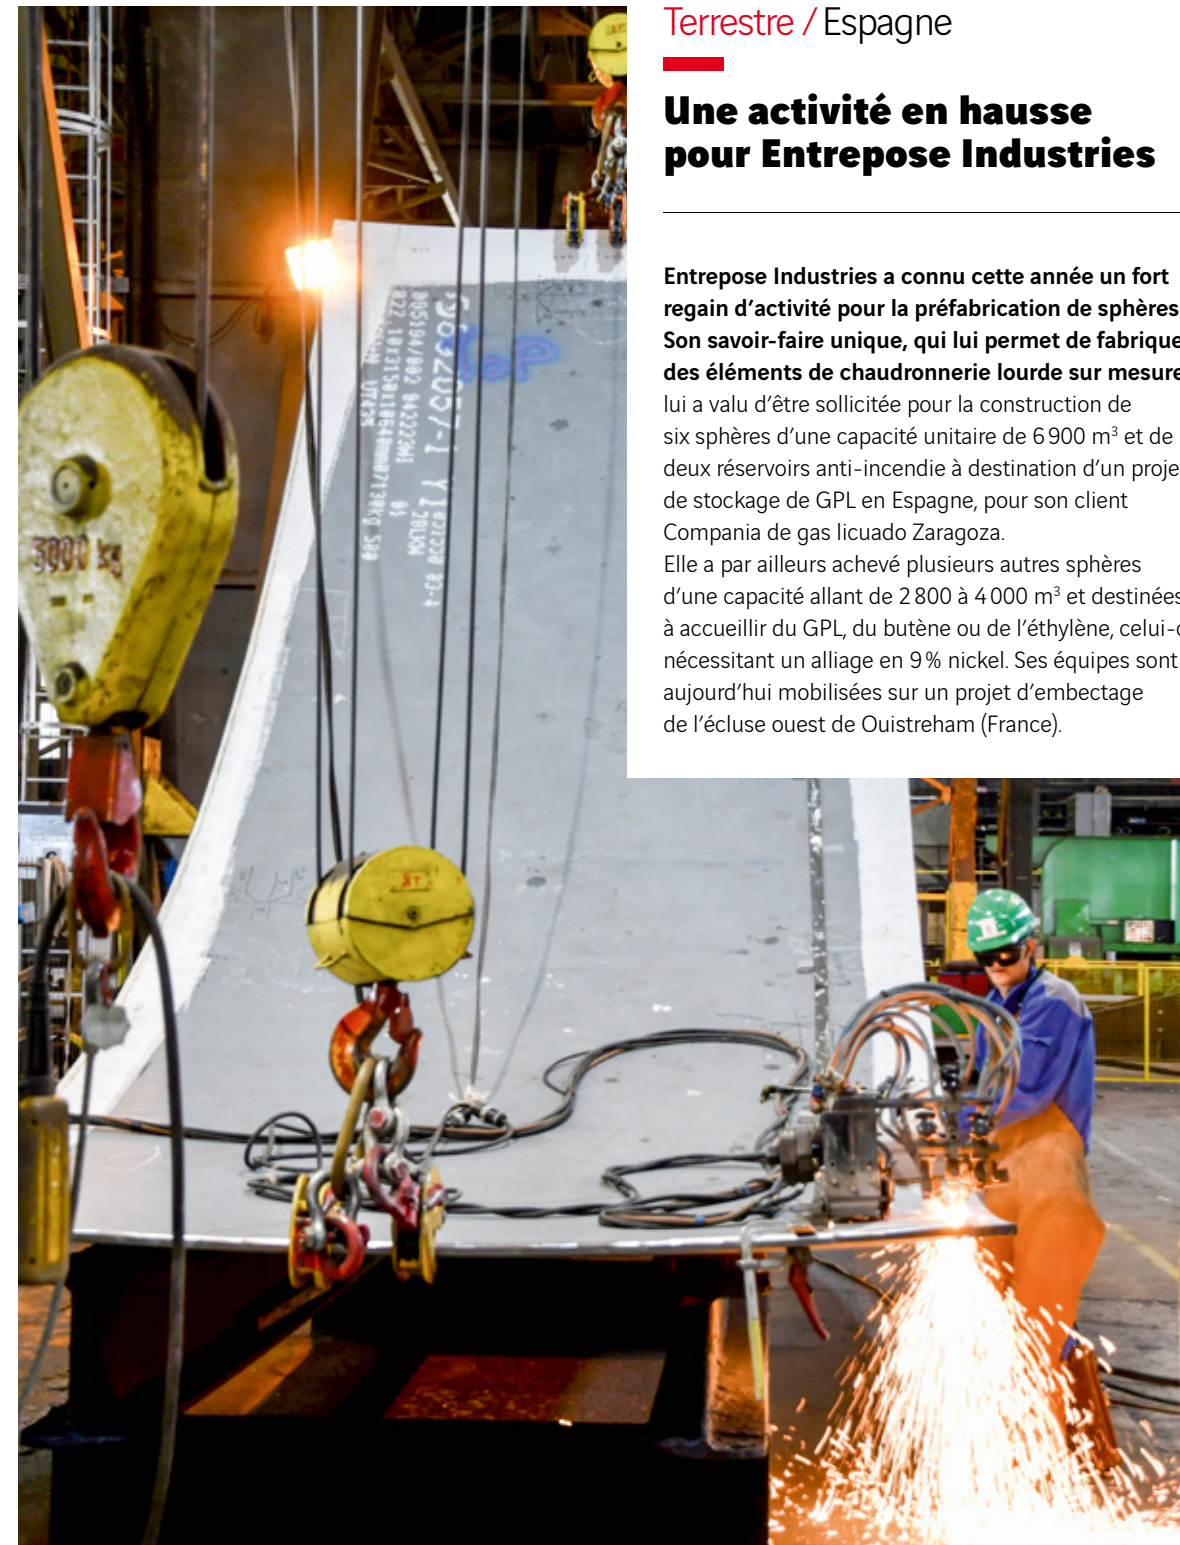 Terrestre / Espagne
Une activité en hausse
pour Entrepose Industries
Entrepose Industries a connu cette année un fort
regain d’activité pour la préfabrication de sphères
Son savoir-faire unique, qui lui permet de fabrique
des éléments de chaudronnerie lourde sur mesure
lui a valu d’être sollicitée pour la construction de
six sphères d’une capacité unitaire de 6 900 m³ et de
deux réservoirs anti-incendie à destination d’un proje
de stockage de GPL en Espagne, pour son client
Compania de gas licuado Zaragoza.
Elle a par ailleurs achevé plusieurs autres sphères
d’une capacité allant de 2 800 à 4 000 m³ et destinées
à accueillir du GPL, du butène ou de l’éthylène, celui-c
nécessitant un alliage en 9 % nickel. Ses équipes sont
aujourd’hui mobilisées sur un projet d’embectage
de l’écluse ouest de Ouistreham (France).
TOP
3000 kg